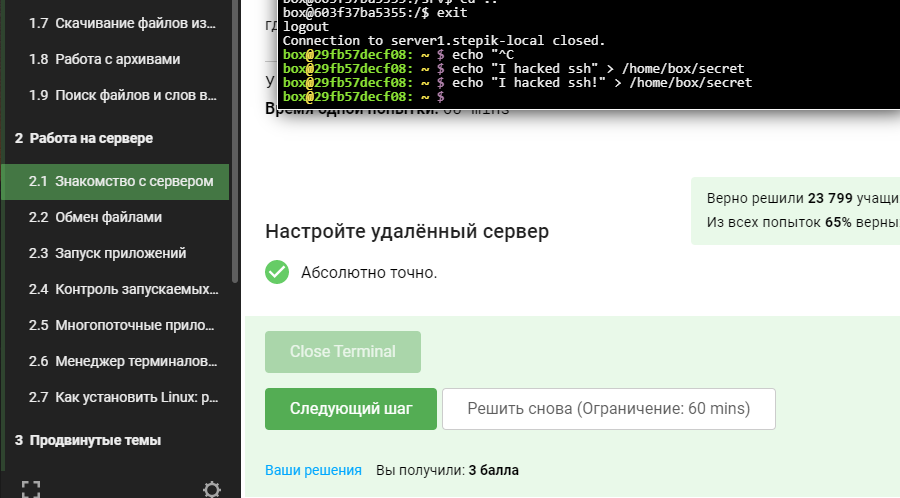 1.7 Скачивание файлов из...
1.8 Работа с архивами
1.9 Поиск файлов и слов в...
2 Работа на сервере
2.1 Знакомство с сервером
2.2 Обмен файлами
2.3 Запуск приложений
2.4 Контроль запускаемых...
2.5 Многопоточные прило...
2.6 Менеджер терминалов...
2.7 Как установить Linux: р...
3 Продвинутые темы
box@603f37ba5355:/$ exit
logout
Connection to server1.stepik-local closed.
box@29fb57decf08: ~ $ echo "^C
box@29fb57decf08: ~ $ echo "I hacked ssh" > /home/box/secret
box@29fb57decf08: ~ $ echo "I hacked ssh!" > /home/box/secret
box@29fb57decf08: ~ $
Время одной попытки: 60 mins
Верно решили 23 799 учащи
Из всех попыток 65% верны
Настройте удалённый сервер
Абсолютно точно.
Close Terminal
Следующий шаг
Решить снова (Ограничение: 60 mins)
Ваши решения Вы получили: 3 балла